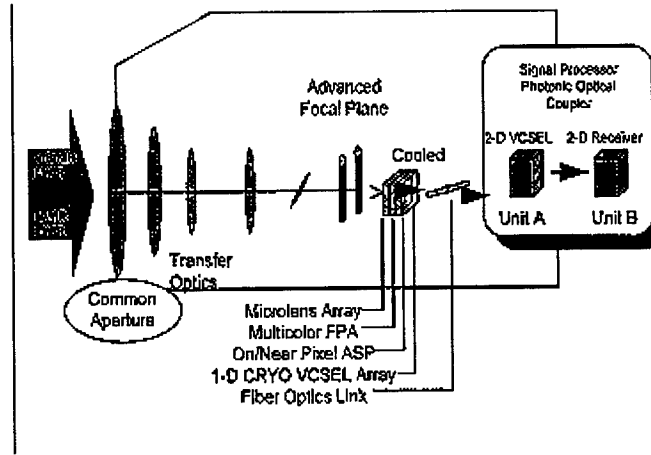 Signal Processor
Photonic Optical
Coupler
2-D VCSEL
2-D Receiver
Unit A
Unit B
Advanced
Focal Plane
Cooled
Transfer
Optics
Common
Aperture
Microlens Array
Multicolor FPA
On/Near Pixel ASP
1-D CRYO VCSEL Array
Fiber Optics Link